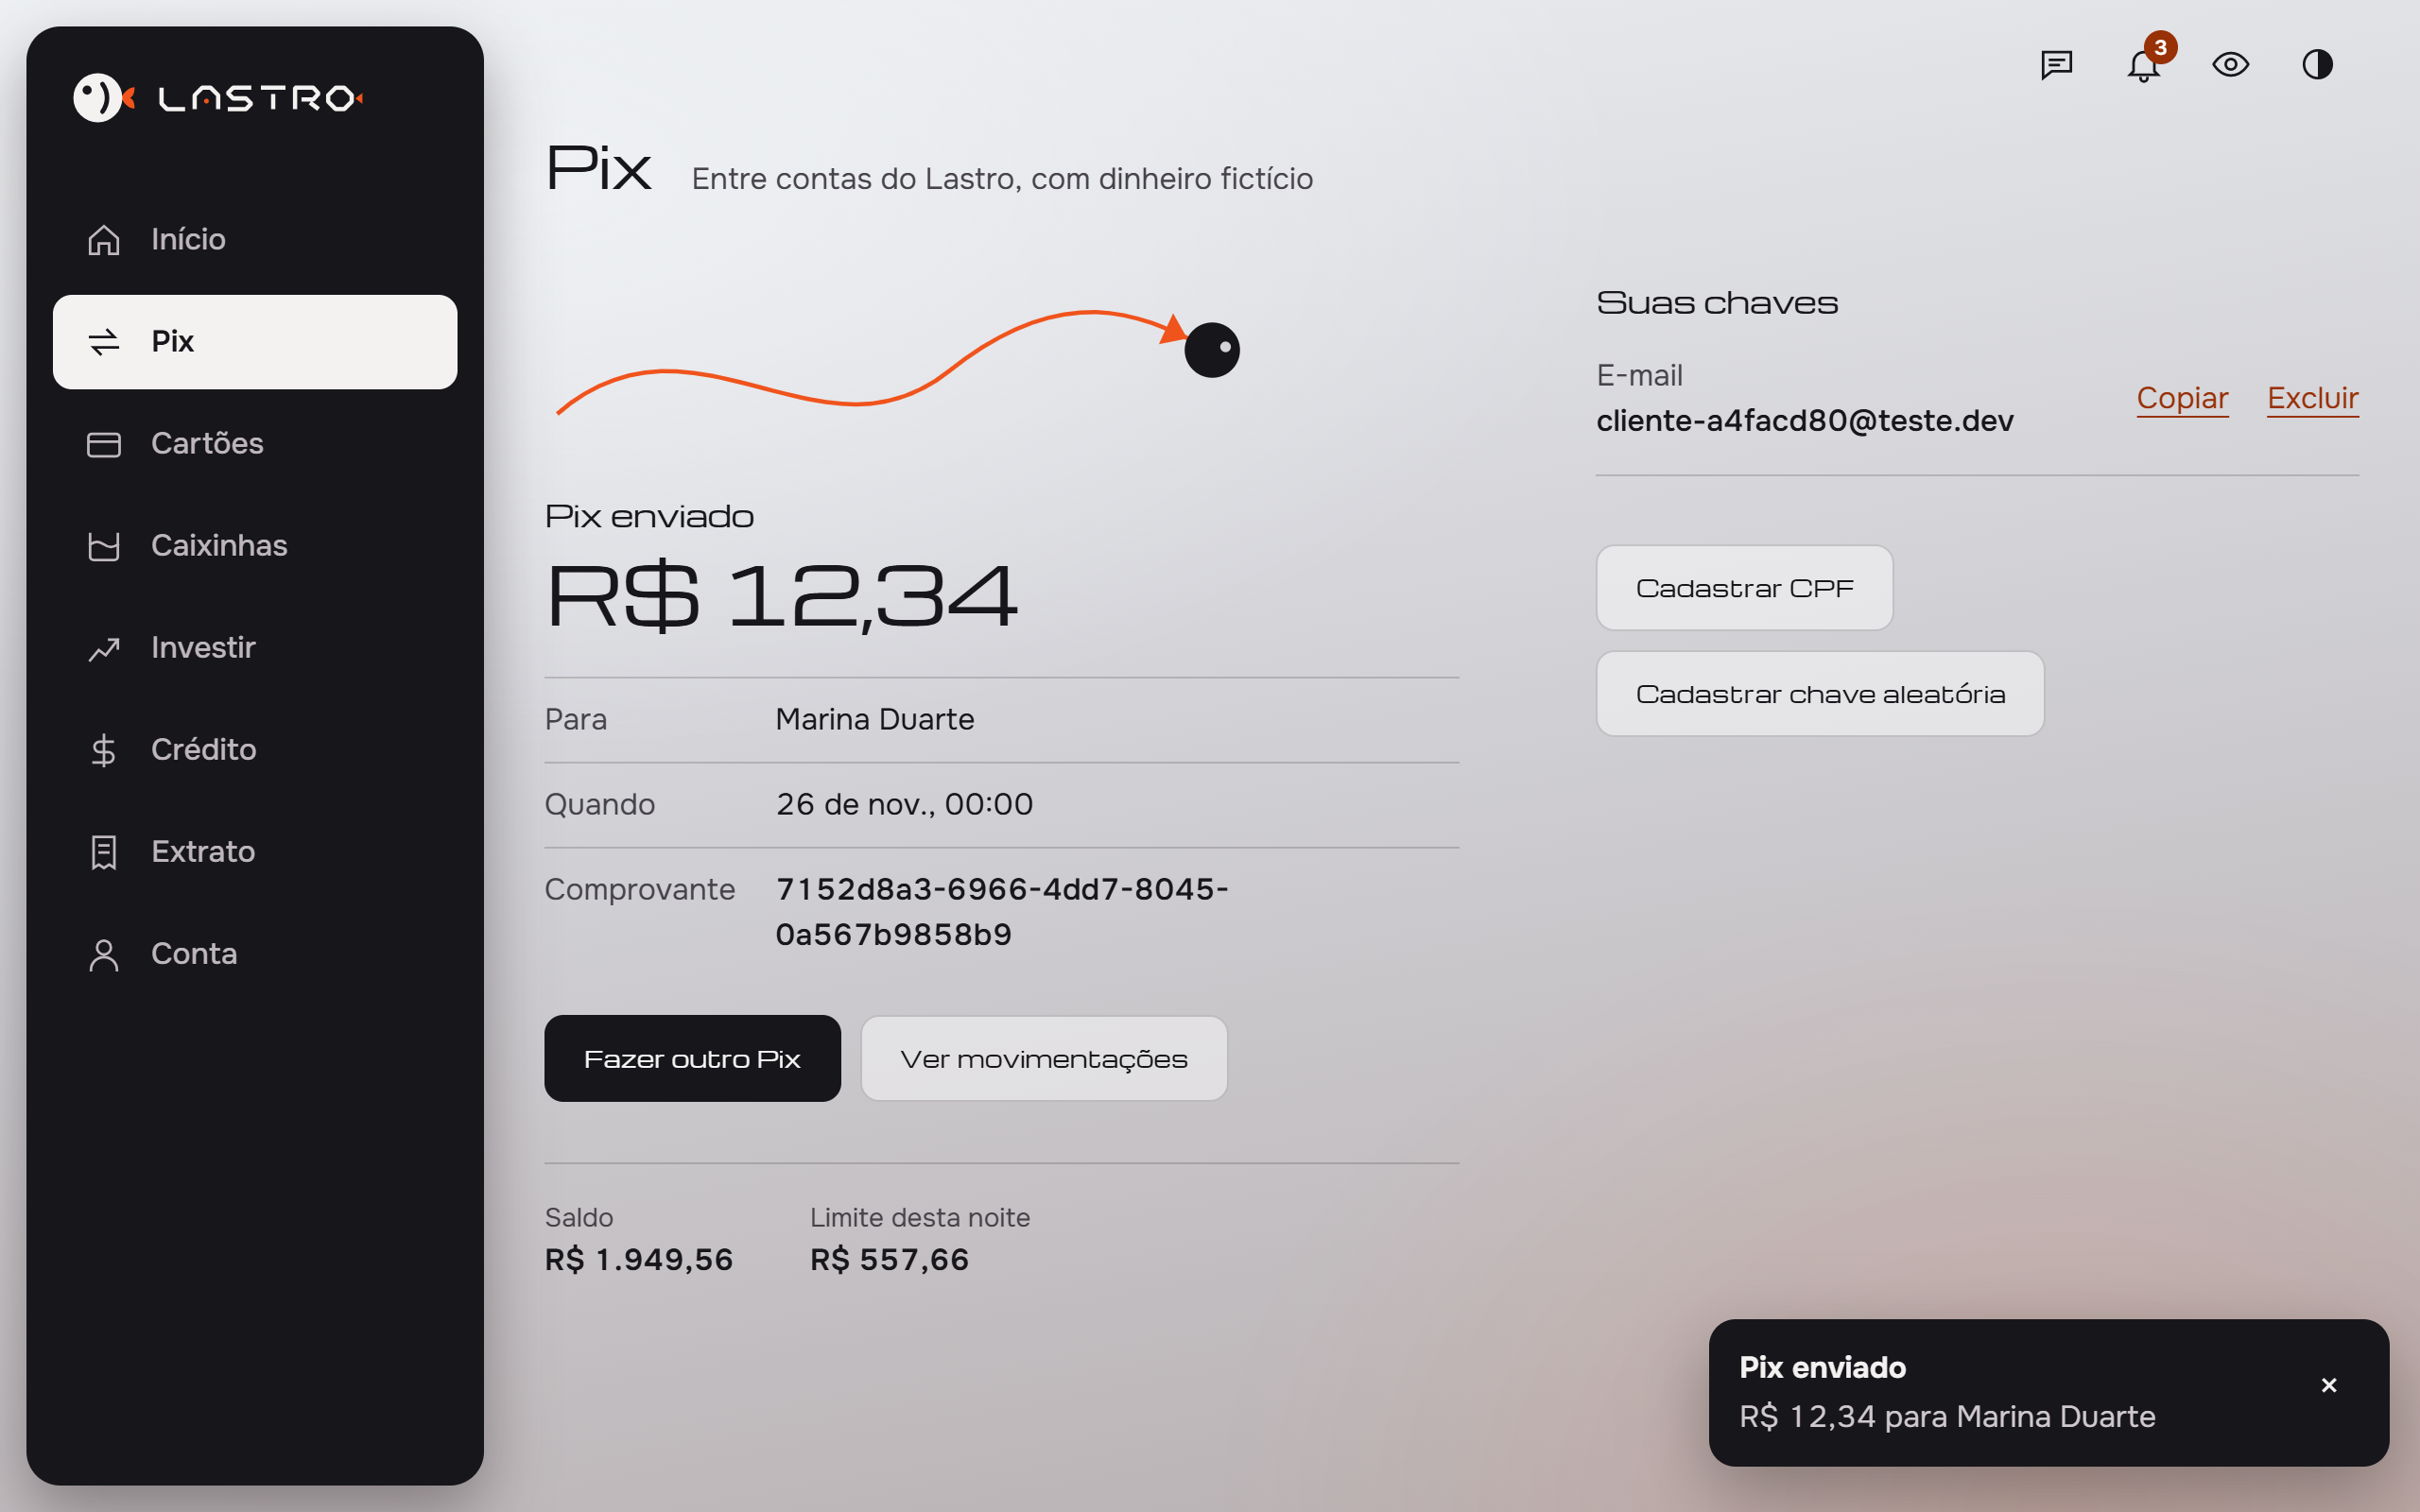 LASTRO
Início
Pix
Cartões
Caixinhas
Investir
Crédito
Extrato
Conta
3
Pix
Entre contas do Lastro, com dinheiro fictício
Pix enviado
R$ 12,34
Para Marina Duarte
Quando 26 de nov., 00:00
Comprovante 7152d8a3-6966-4dd7-8045-
0a567b9858b9
Fazer outro Pix
Ver movimentações
Saldo
R$ 1.949,56
Limite desta noite
R$ 557,66
Suas chaves
E-mail
cliente-a4facd80@teste.dev
Copiar
Excluir
Cadastrar CPF
Cadastrar chave aleatória
Pix enviado
R$ 12,34 para Marina Duarte